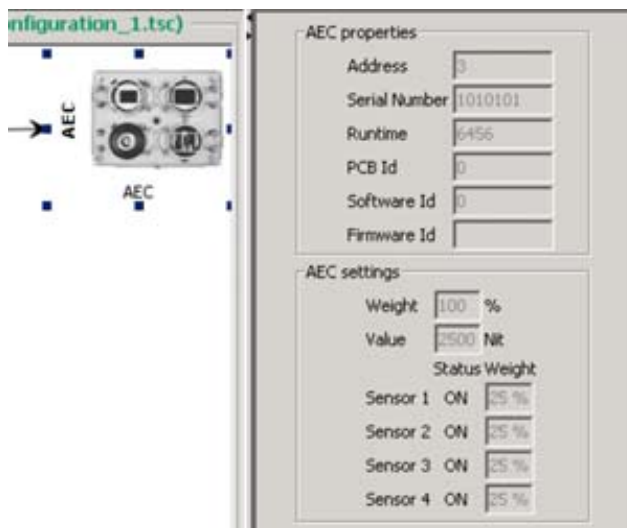 nfiguration_1.tsc)
AEC
AEC
AEC properties
Address 3
Serial Number 1010101
Runtime 6456
PCB Id 0
Software Id 0
Firmware Id
AEC settings
Weight 100 %
Value 2500 Nit
Status Weight
Sensor 1 ON 25 %
Sensor 2 ON 25 %
Sensor 3 ON 25 %
Sensor 4 ON 25 %